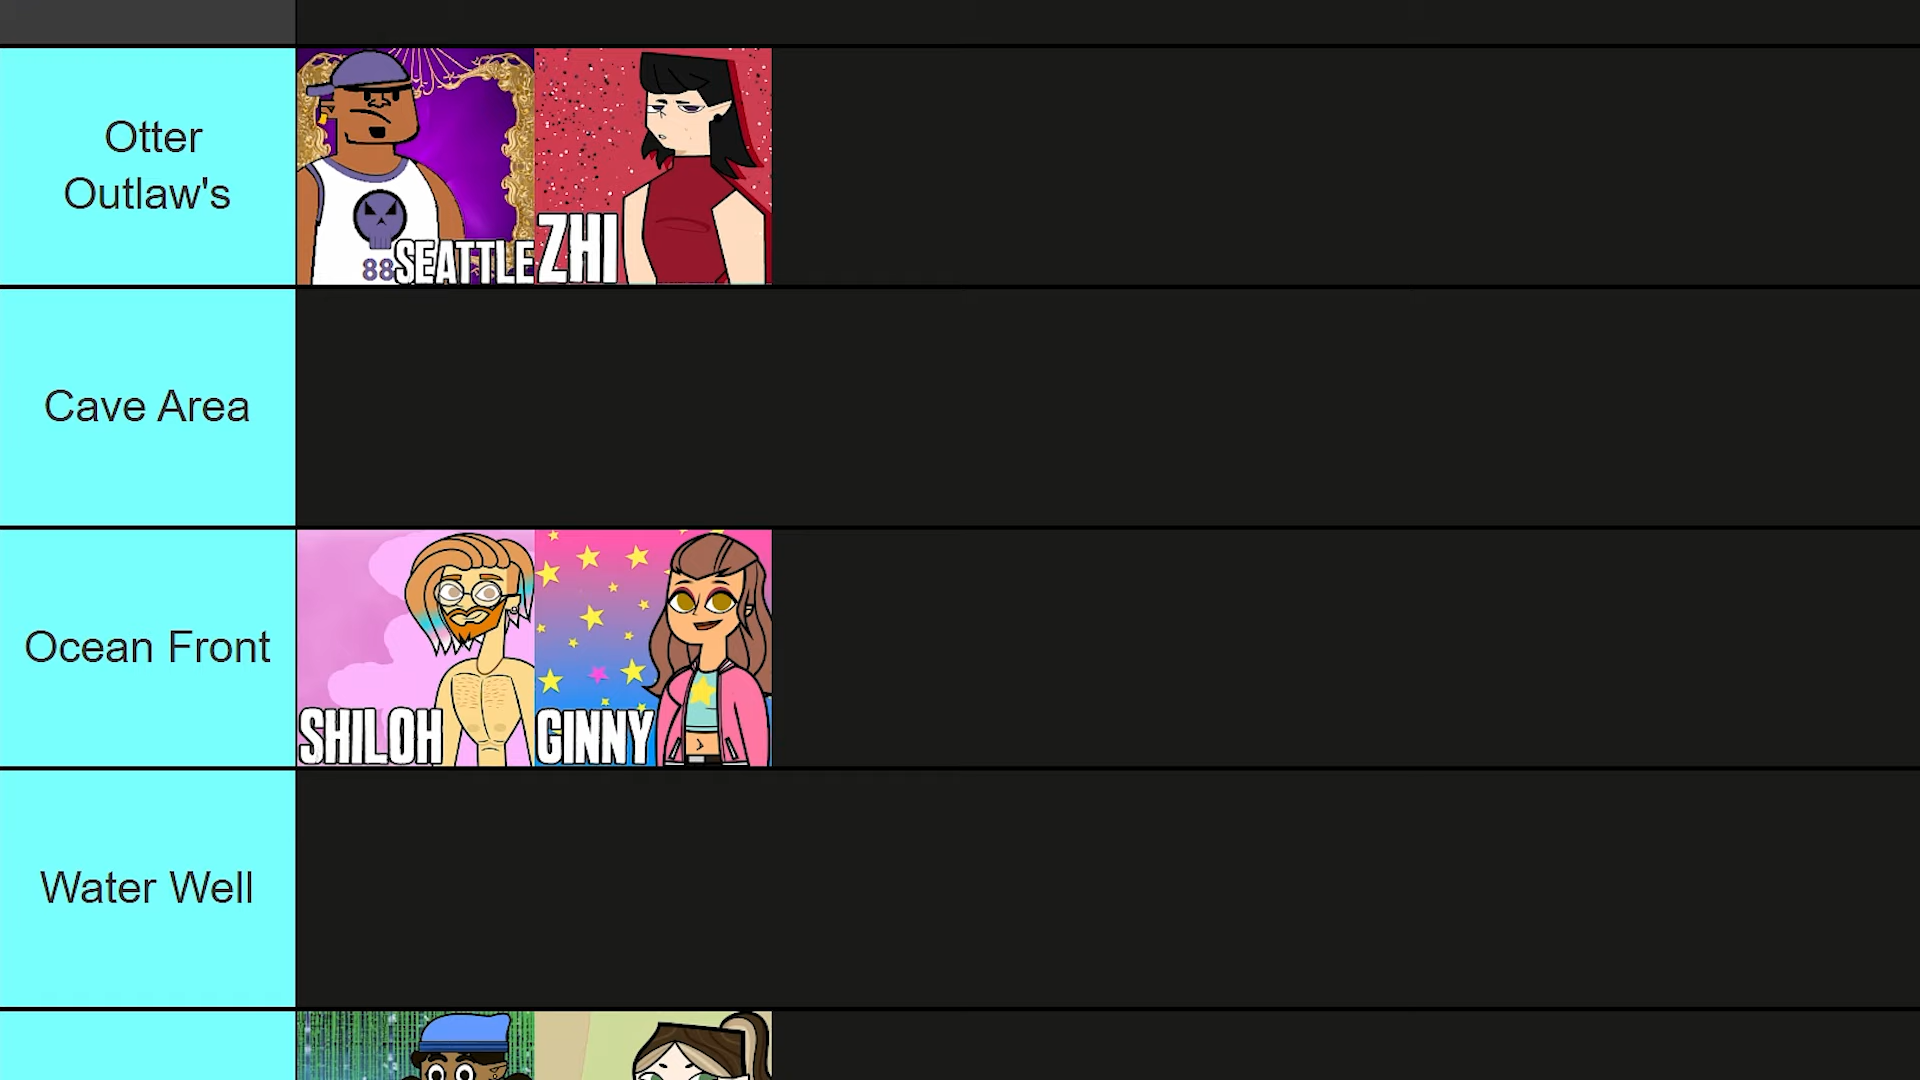 Otter
Outlaw's
88
SEATTLE
ZHI
Cave Area
Ocean Front
SHILOH
GINNY
Water Well